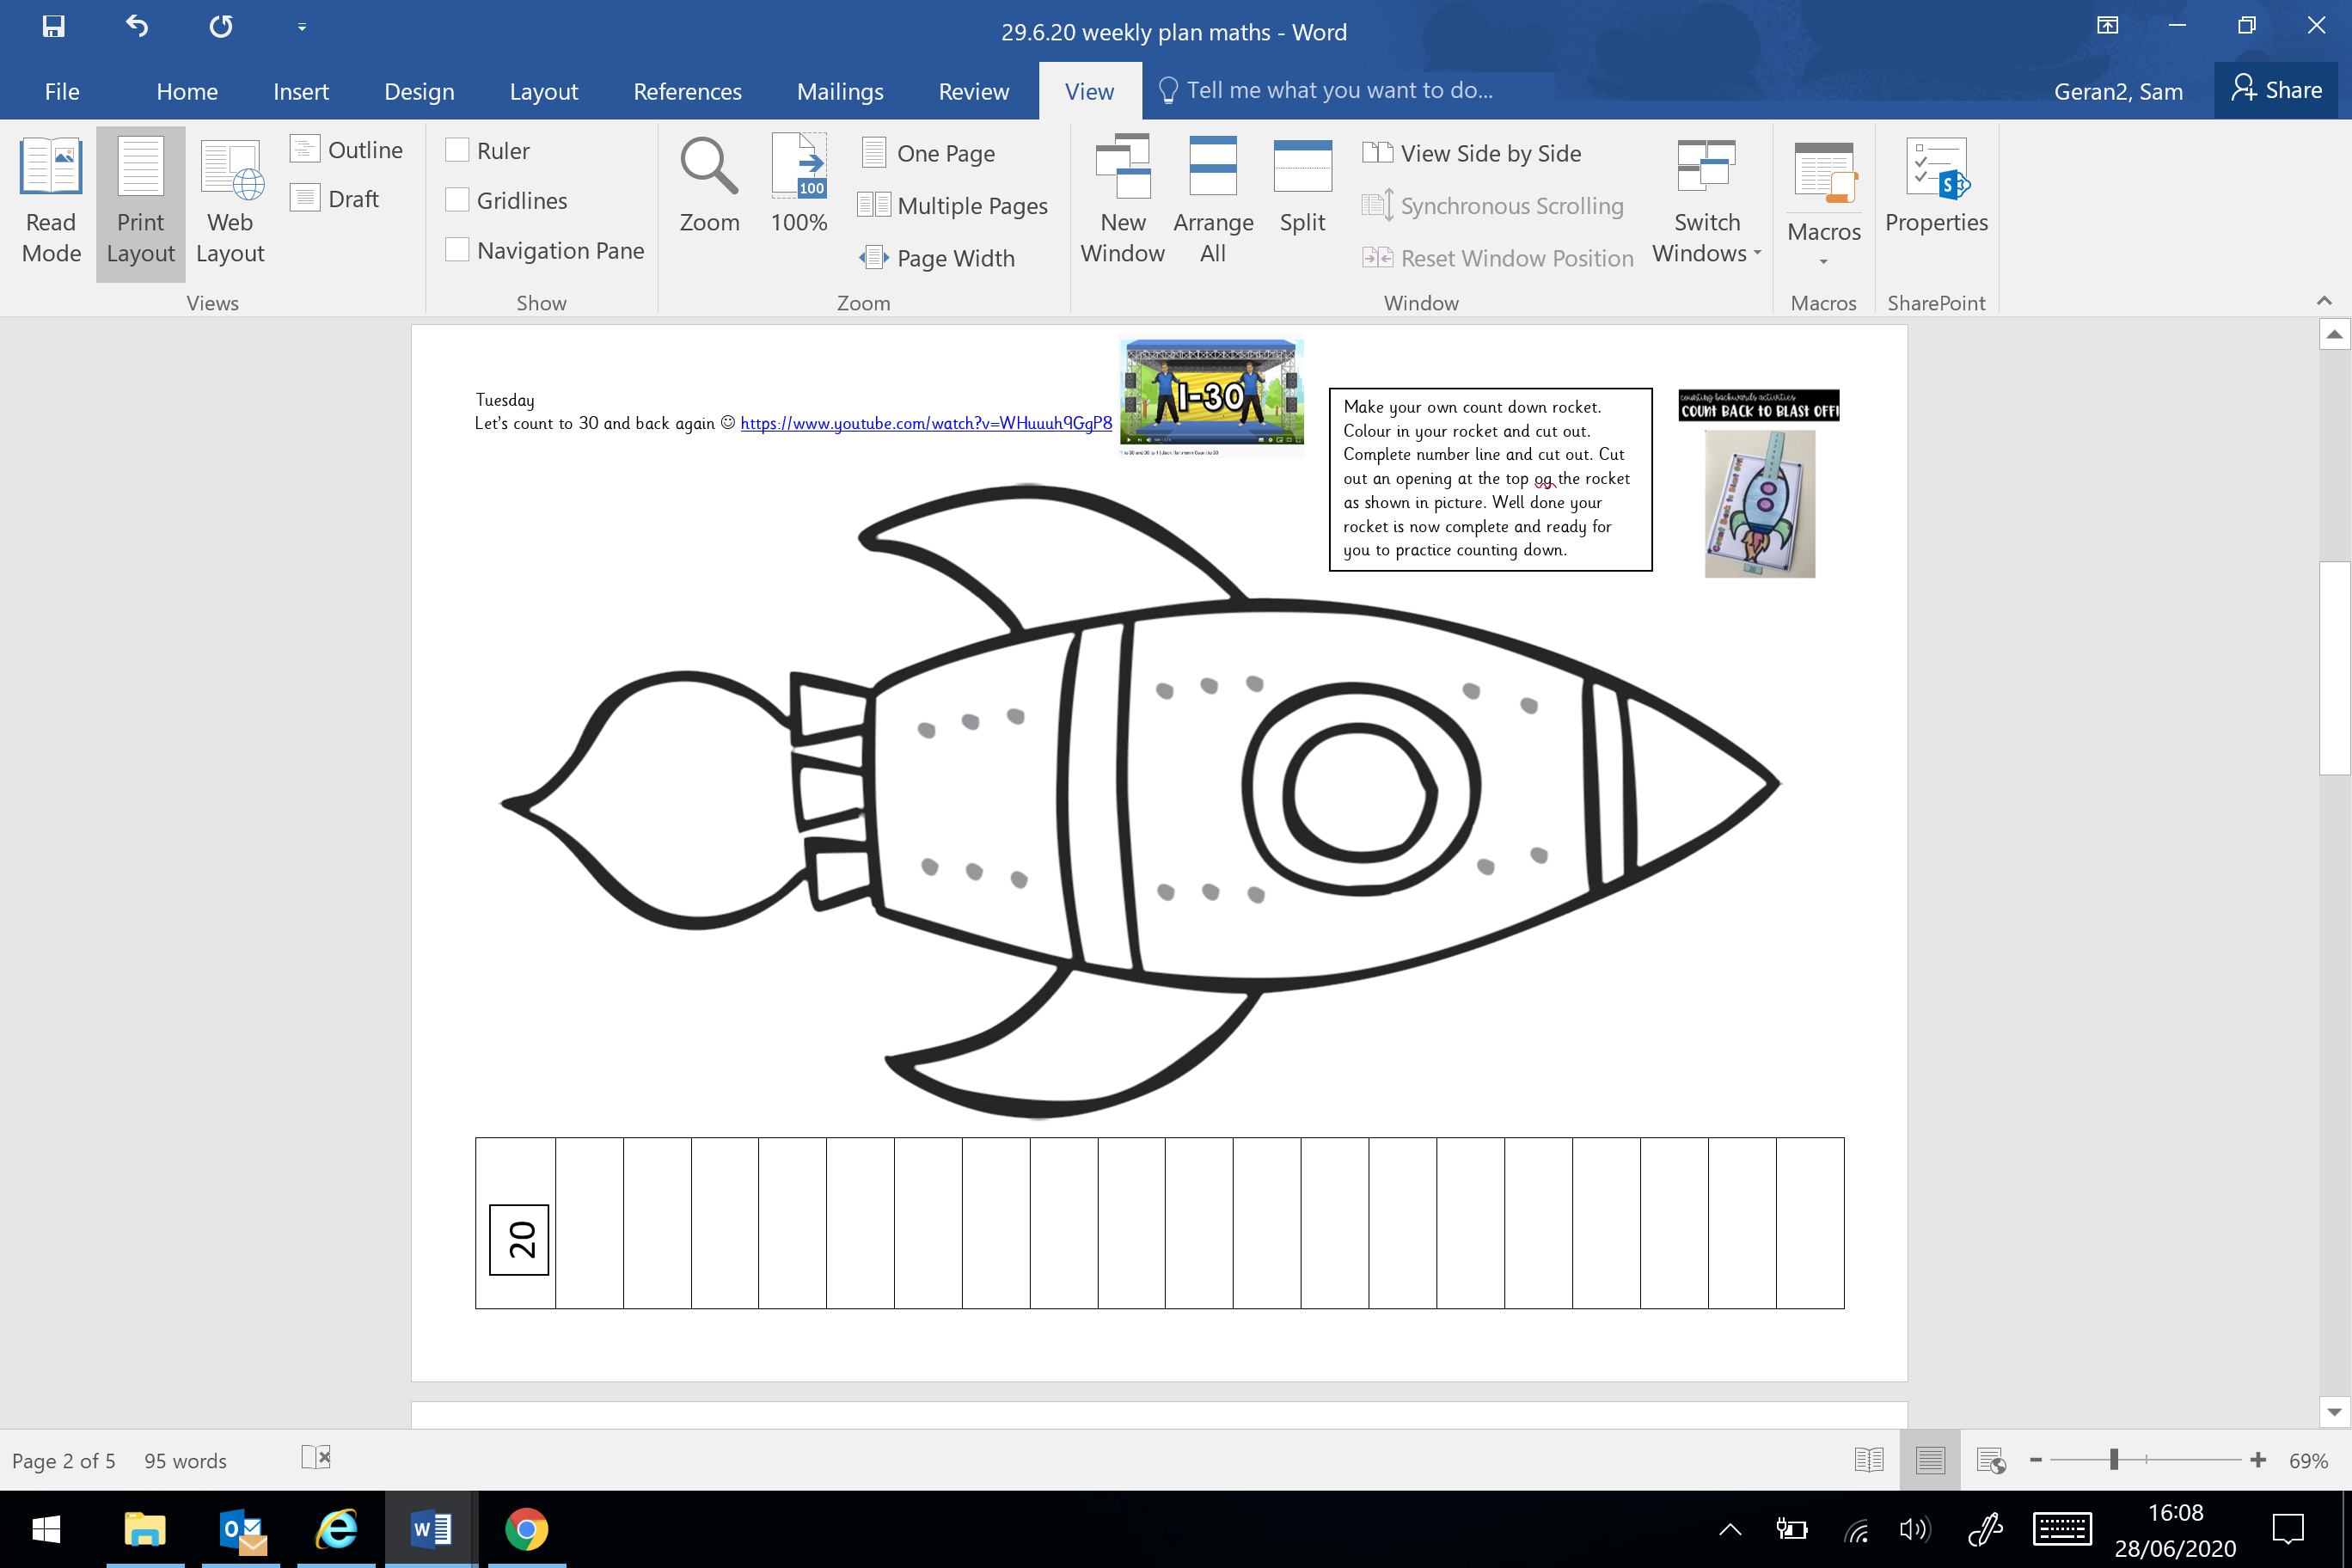 29.6.20 weekly plan maths - Word
File Home Insert Design Layout References Mailings Review View Tell me what you want to do... Geran2, Sam Share
Read Mode
Print Layout
Web Layout
Outline
Draft
Views
Ruler
Gridlines
Navigation Pane
Show
Zoom
100
100%
One Page
Multiple Pages
Page Width
Zoom
New Window
Arrange All
Split
View Side by Side
Synchronous Scrolling
Reset Window Position
Window
Switch Windows
Macros
Macros
Properties
SharePoint
Tuesday
Let's count to 30 and back again ☺ https://www.youtube.com/watch?v=WHuuuh9GgP8
1-30
Make your own count down rocket.
Colour in your rocket and cut out.
Complete number line and cut out. Cut
out an opening at the top og the rocket
as shown in picture. Well done your
rocket is now complete and ready for
you to practice counting down.
counting backwards activities
COUNT BACK TO BLAST OFF!
20
Page 2 of 5 95 words
69%
16:08
28/06/2020